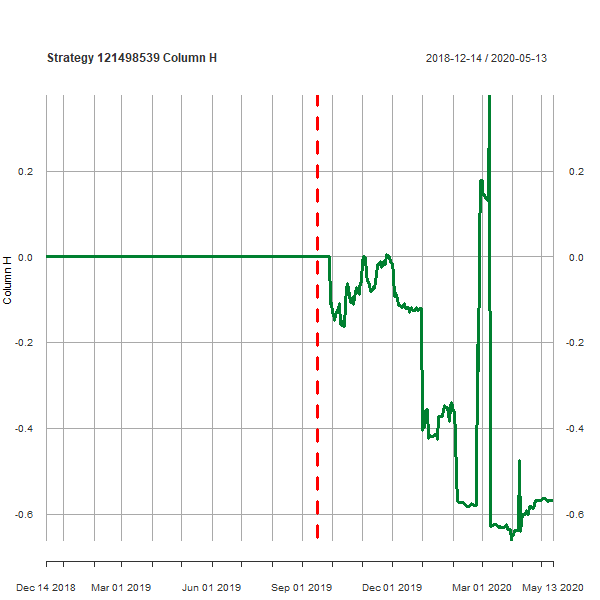 Strategy 121498539 Column H
2018-12-14 / 2020-05-13
0.2
0.2
0.0
0.0
-0.2
-0.2
-0.4
-0.4
-0.6
-0.6
Column H
Dec 14 2018
Mar 01 2019
Jun 01 2019
Sep 01 2019
Dec 01 2019
Mar 01 2020
May 13 2020